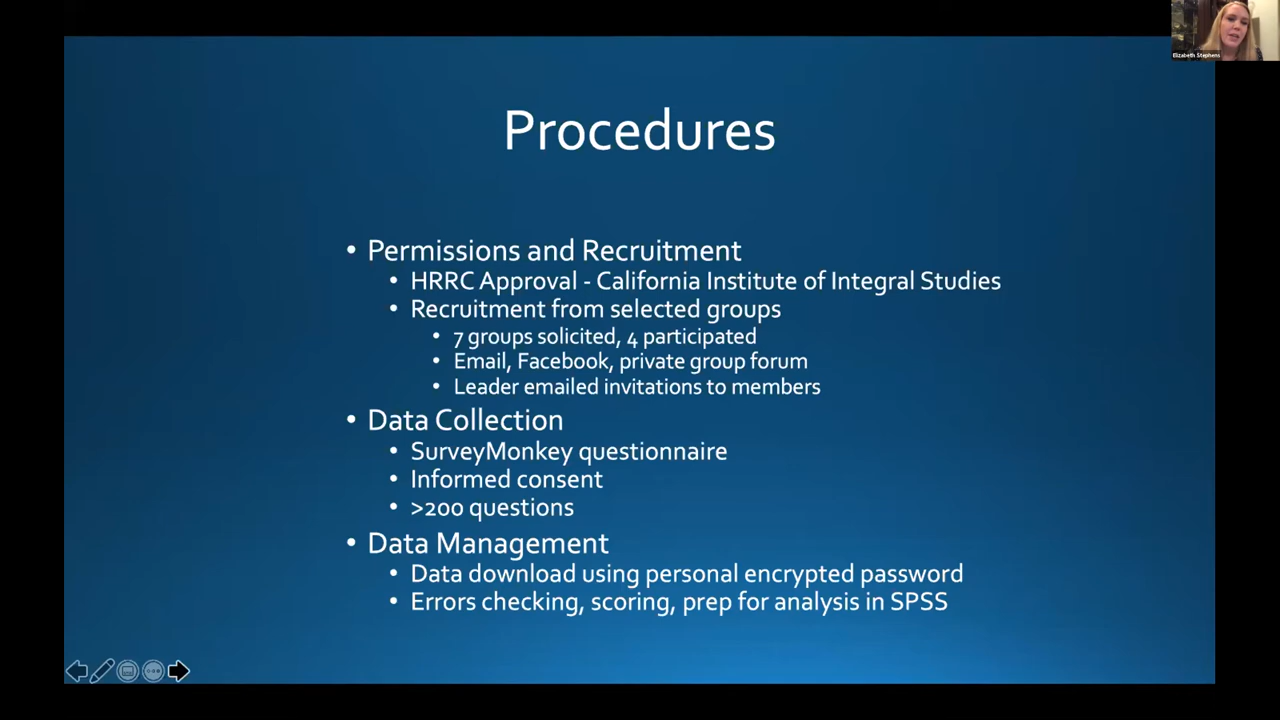 Elizabeth Stephens
Procedures
• Permissions and Recruitment
• HRRC Approval - California Institute of Integral Studies
• Recruitment from selected groups
• 7 groups solicited, 4 participated
• Email, Facebook, private group forum
• Leader emailed invitations to members
• Data Collection
• SurveyMonkey questionnaire
• Informed consent
• >200 questions
• Data Management
• Data download using personal encrypted password
• Errors checking, scoring, prep for analysis in SPSS